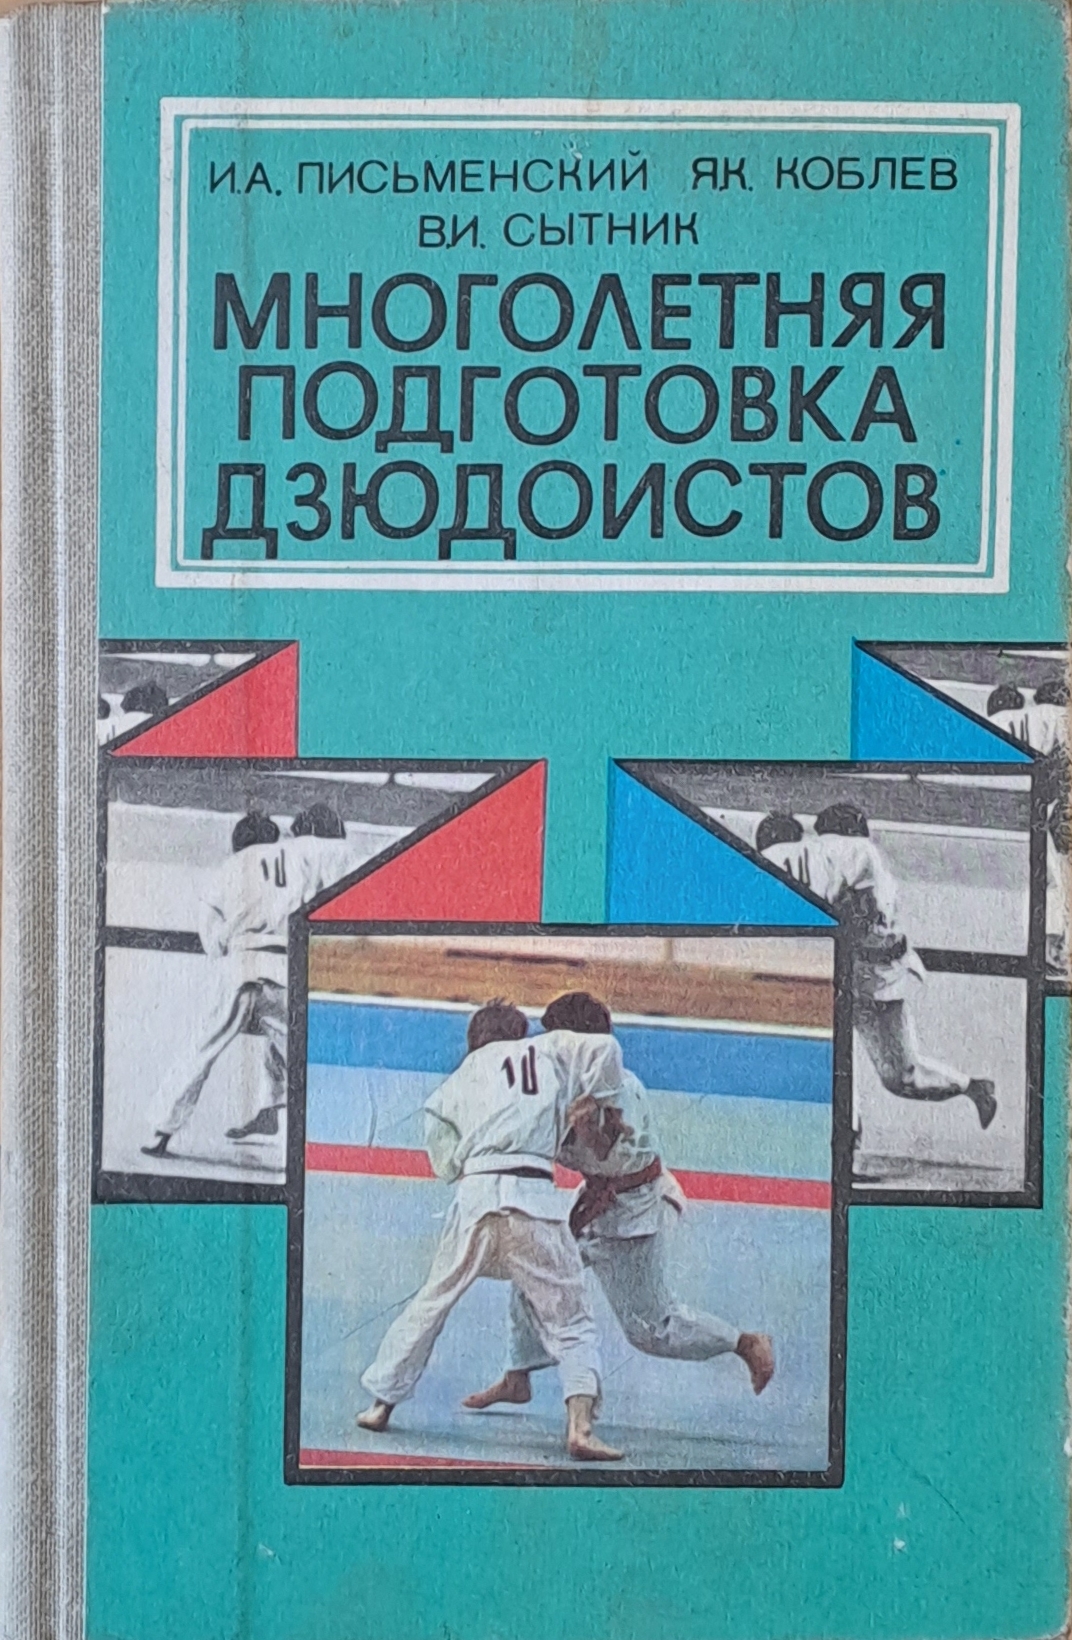 И.А. ПИСЬМЕНСКИЙ Я.К. КОБЛЕВ
В.И. СЫТНИК
МНОГОЛЕТНЯЯ
ПОДГОТОВКА
ДЗЮДОИСТОВ